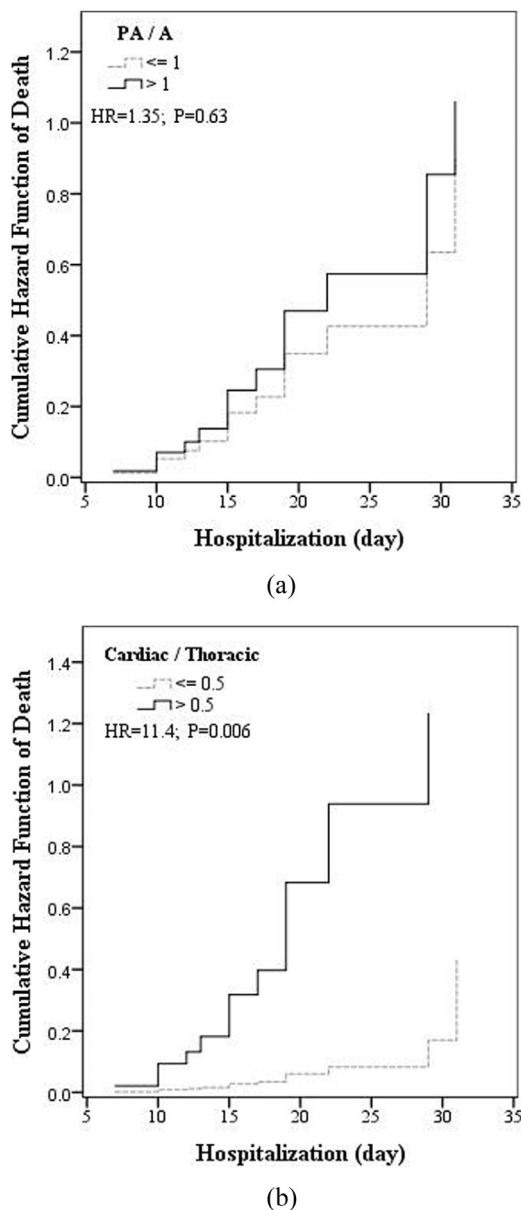 PA / A
<= 1
> 1
HR=1.35; P=0.63
Cumulative Hazard Function of Death
1.2
1.0
0.8
0.6
0.4
0.2
0.0
5 10 15 20 25 30 35
Hospitalization (day)
(a)
Cardiac / Thoracic
<= 0.5
> 0.5
HR=11.4; P=0.006
Cumulative Hazard Function of Death
1.4
1.2
1.0
0.8
0.6
0.4
0.2
0.0
5 10 15 20 25 30 35
Hospitalization (day)
(b)